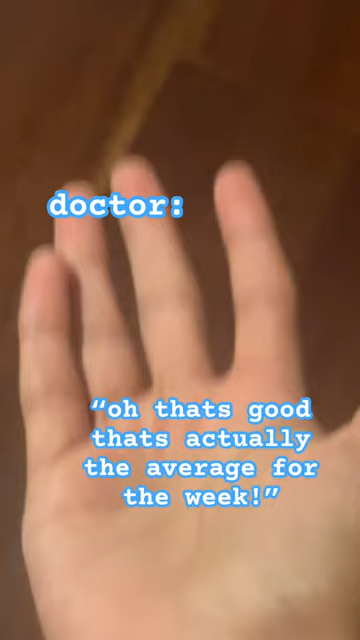 doctor:
“oh thats good
thats actually
the average for
the week!”